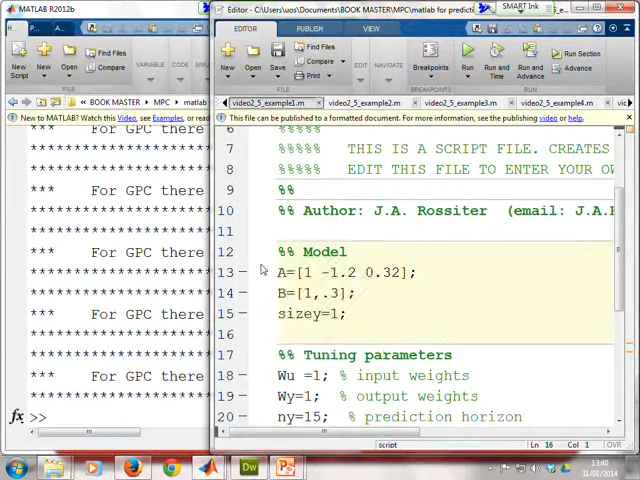 MATLAB R2012b
Editor - C:\Users\uos\Documents\BOOK MASTER\MPC\matlab for predic
SMART Ink
H...
P...
EDITOR
PUBLISH
VIEW
New Script
New
Open
Find Files
Compare
VARIABLE
CODE
FILE
New
Open
Save
Find Files
Compare
Print
EDIT
NAVIGATE
Breakpoints
Run
Run and Time
Run Section
Advance
FILE
BREAKPOINTS
RUN
BOOK MASTER
MPC
matlab
video2_5_example1.m
video2_5_example2.m
video2_5_example3.m
video2_5_example4.m
New to MATLAB? Watch this Video, see Examples, or
This file can be published to a formatted document. For more information, see the publishing video or help.
*** For GPC there
*** For GPC there
*** For GPC there
*** For GPC there
*** For GPC there
fx >>
6 %%%%%
7 %%%%% THIS IS A SCRIPT FILE. CREATES
8 %%%%% EDIT THIS FILE TO ENTER YOUR OW
9 %%
10 %% Author: J.A. Rossiter (email: J.A.R
11
12 %% Model
13 A=[1 -1.2 0.32];
14 B=[1,.3];
15 sizey=1;
16
17 %% Tuning parameters
18 Wu =1; % input weights
19 Wy=1; % output weights
20 ny=15; % prediction horizon
script
Ln 16 Col 1
OVR
Dw
13:40
31/01/2014